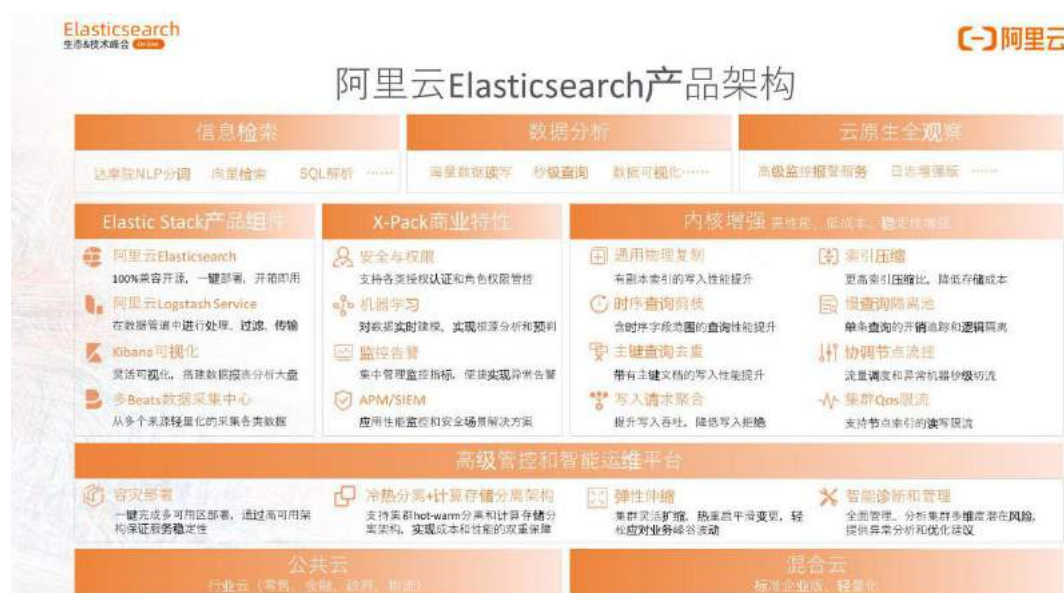 Elasticsearch
生态&技术峰会
阿里云
阿里云Elasticsearch产品架构
信息检索
数据分析
云原生全观察
达摩院NLP分词 向量检索 SQL解析 ……
海量数据读写 秒级查询 数据可视化……
高级监控报警服务 日志增强版 ……
Elastic Stack产品组件
阿里云Elasticsearch
100%兼容开源，一键部署，开箱即用
阿里云Logstash Service
在数据管道中进行处理、过滤、传输
Kibana可视化
灵活可视化，搭建数据报表分析大盘
多Beats数据采集中心
从多个来源轻量化的采集各类数据
X-Pack商业特性
安全与权限
支持各类授权认证和角色权限管控
机器学习
对数据实时建模，实现根源分析和预判
监控告警
集中管理监控指标，便捷实现异常告警
APM/SIEM
应用性能监控和安全场景解决方案
内核增强 高性能、低成本、稳定性增强
通用物理复制
有副本索引的写入性能提升
时序查询剪枝
含时序字段范围的查询性能提升
主键查询去重
带有主键文档的写入性能提升
写入请求聚合
提升写入吞吐，降低写入拒绝
索引压缩
更高索引压缩比，降低存储成本
慢查询隔离池
单条查询的开销追踪和逻辑隔离
协调节点流控
流量调度和异常机器秒级切流
集群Qos限流
支持节点索引的读写限流
高级管控和智能运维平台
容灾部署
一键完成多可用区部署，通过高可用架
构保证服务稳定性
冷热分离+计算存储分离架构
支持集群hot-warm分离和计算存储分
离架构，实现成本和性能的双重保障
弹性伸缩
集群灵活扩缩，热重启平滑变更，轻
松应对业务峰谷波动
智能诊断和管理
全面管理、分析集群多维度潜在风险，
提供异常分析和优化建议
公共云
行业云（零售、金融、政府、物流）
混合云
标准企业版、轻量化